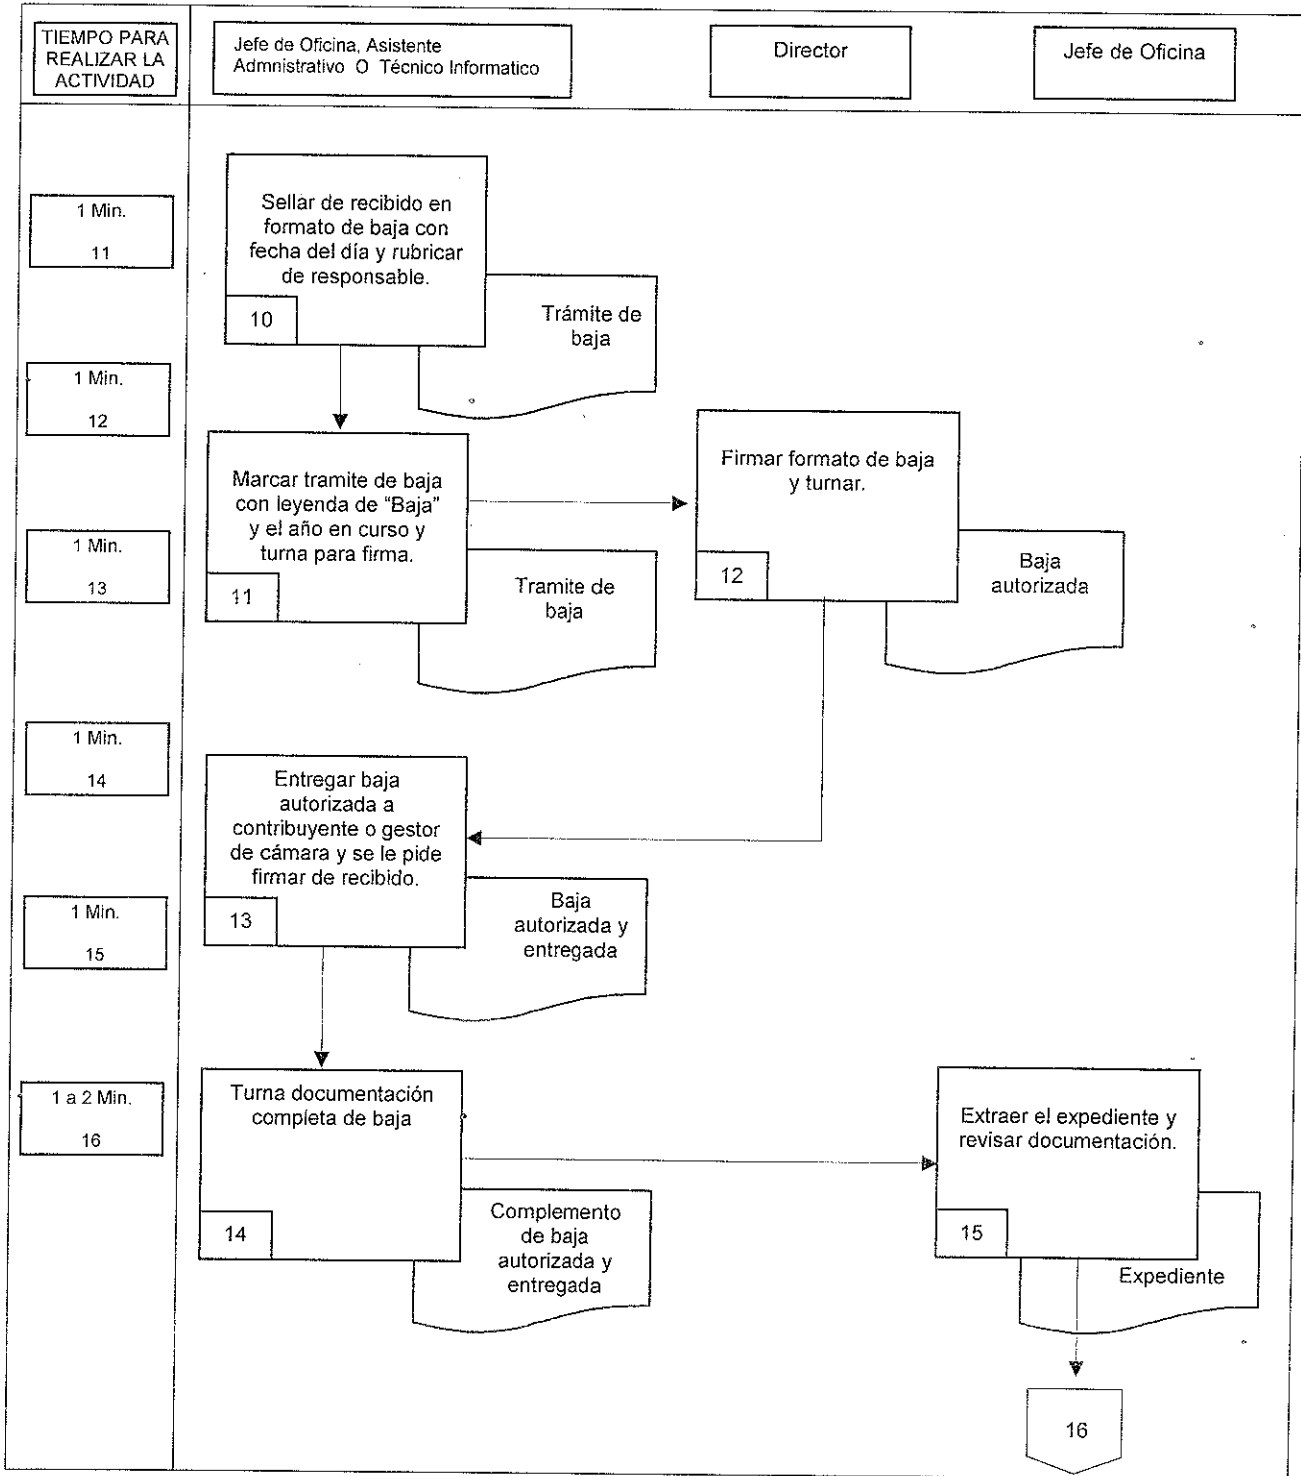 TIEMPO PARA
REALIZAR LA
ACTIVIDAD
Jefe de Oficina, Asistente
Admnistrativo O Técnico Informatico
Director
Jefe de Oficina
1 Min.
11
Sellar de recibido en
formato de baja con
fecha del día y rubricar
de responsable.
10
Trámite de
baja
1 Min.
12
Marcar tramite de baja
con leyenda de “Baja”
y el año en curso y
turna para firma.
11
Tramite de
baja
Firmar formato de baja
y turnar.
12
Baja
autorizada
1 Min.
13
1 Min.
14
Entregar baja
autorizada a
contribuyente o gestor
de cámara y se le pide
firmar de recibido.
13
Baja
autorizada y
entregada
1 Min.
15
1 a 2 Min.
16
Turna documentación
completa de baja
14
Complemento
de baja
autorizada y
entregada
Extraer el expediente y
revisar documentación.
15
Expediente
16